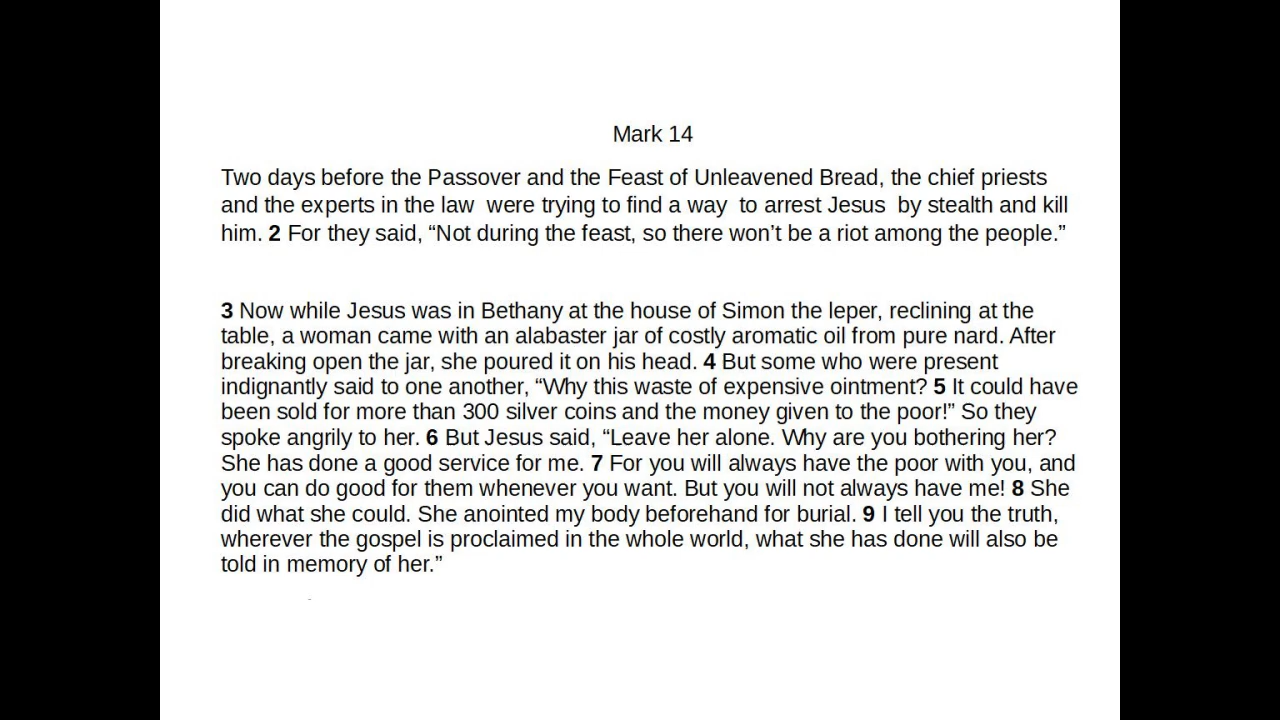 Mark 14
Two days before the Passover and the Feast of Unleavened Bread, the chief priests
and the experts in the law  were trying to find a way  to arrest Jesus  by stealth and kill
him. 2 For they said, “Not during the feast, so there won’t be a riot among the people.”
3 Now while Jesus was in Bethany at the house of Simon the leper, reclining at the
table, a woman came with an alabaster jar of costly aromatic oil from pure nard. After
breaking open the jar, she poured it on his head. 4 But some who were present
indignantly said to one another, “Why this waste of expensive ointment? 5 It could have
been sold for more than 300 silver coins and the money given to the poor!” So they
spoke angrily to her. 6 But Jesus said, “Leave her alone. Why are you bothering her?
She has done a good service for me. 7 For you will always have the poor with you, and
you can do good for them whenever you want. But you will not always have me! 8 She
did what she could. She anointed my body beforehand for burial. 9 I tell you the truth,
wherever the gospel is proclaimed in the whole world, what she has done will also be
told in memory of her.”